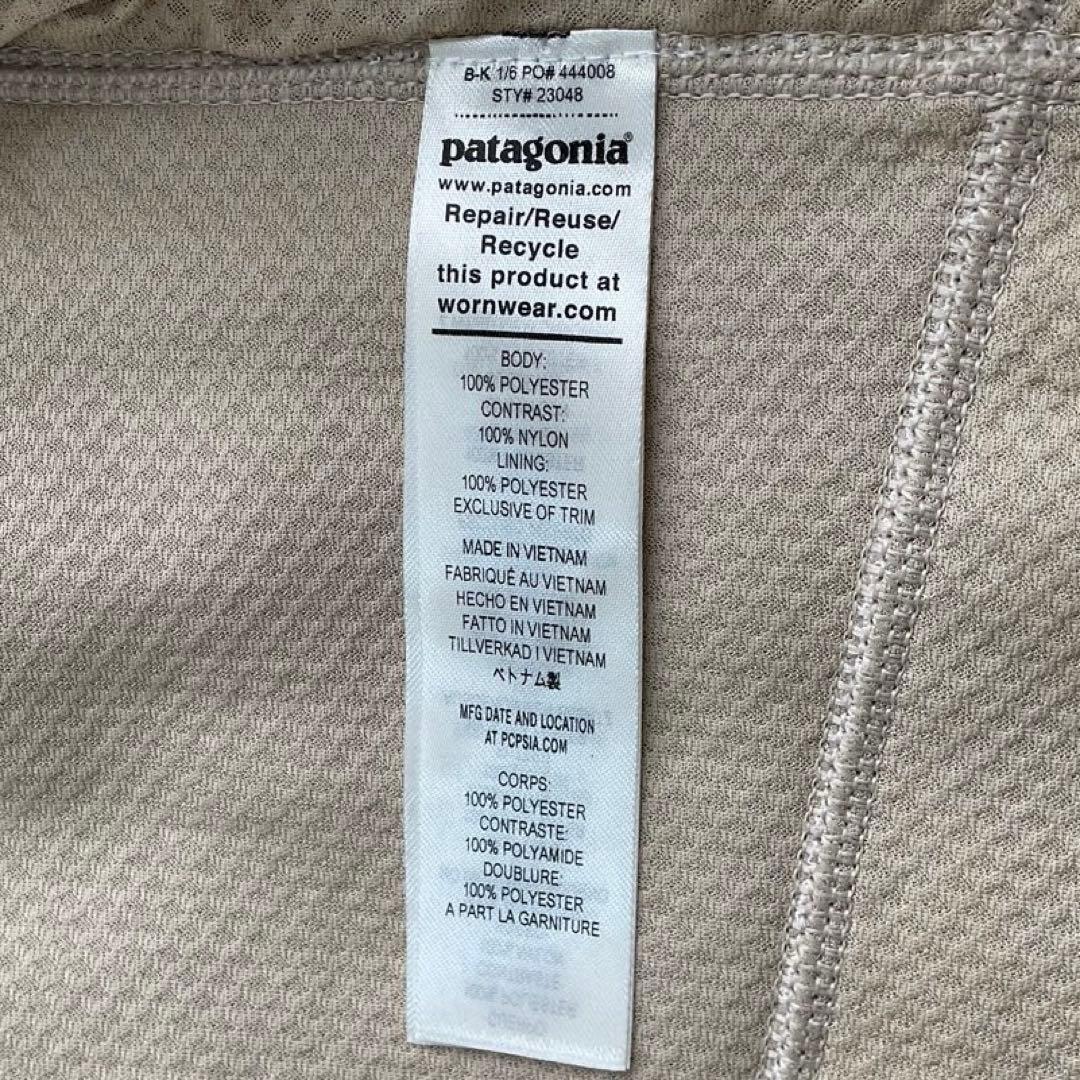 B-K 1/6 PO# 444008
STY# 23048
patagonia®
www.patagonia.com
Repair/Reuse/
Recycle
this product at
wornwear.com
BODY:
100% POLYESTER
CONTRAST:
100% NYLON
LINING:
100% POLYESTER
EXCLUSIVE OF TRIM
MADE IN VIETNAM
FABRIQUÉ AU VIETNAM
HECHO EN VIETNAM
FATTO IN VIETNAM
TILLVERKAD I VIETNAM
ベトナム製
MFG DATE AND LOCATION
AT PCPSIA.COM
CORPS:
100% POLYESTER
CONTRASTE:
100% POLYAMIDE
DOUBLURE:
100% POLYESTER
A PART LA GARNITURE